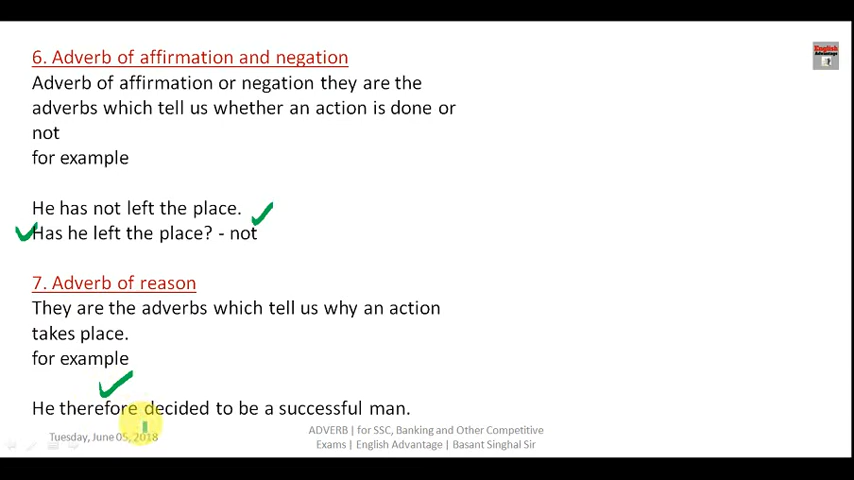 6. Adverb of affirmation and negation
Adverb of affirmation or negation they are the
adverbs which tell us whether an action is done or
not
for example
He has not left the place.
Has he left the place? - not
7. Adverb of reason
They are the adverbs which tell us why an action
takes place.
for example
He therefore decided to be a successful man.
Tuesday, June 05, 2018
ADVERB | for SSC, Banking and Other Competitive
Exams | English Advantage | Basant Singhal Sir
English
Advantage